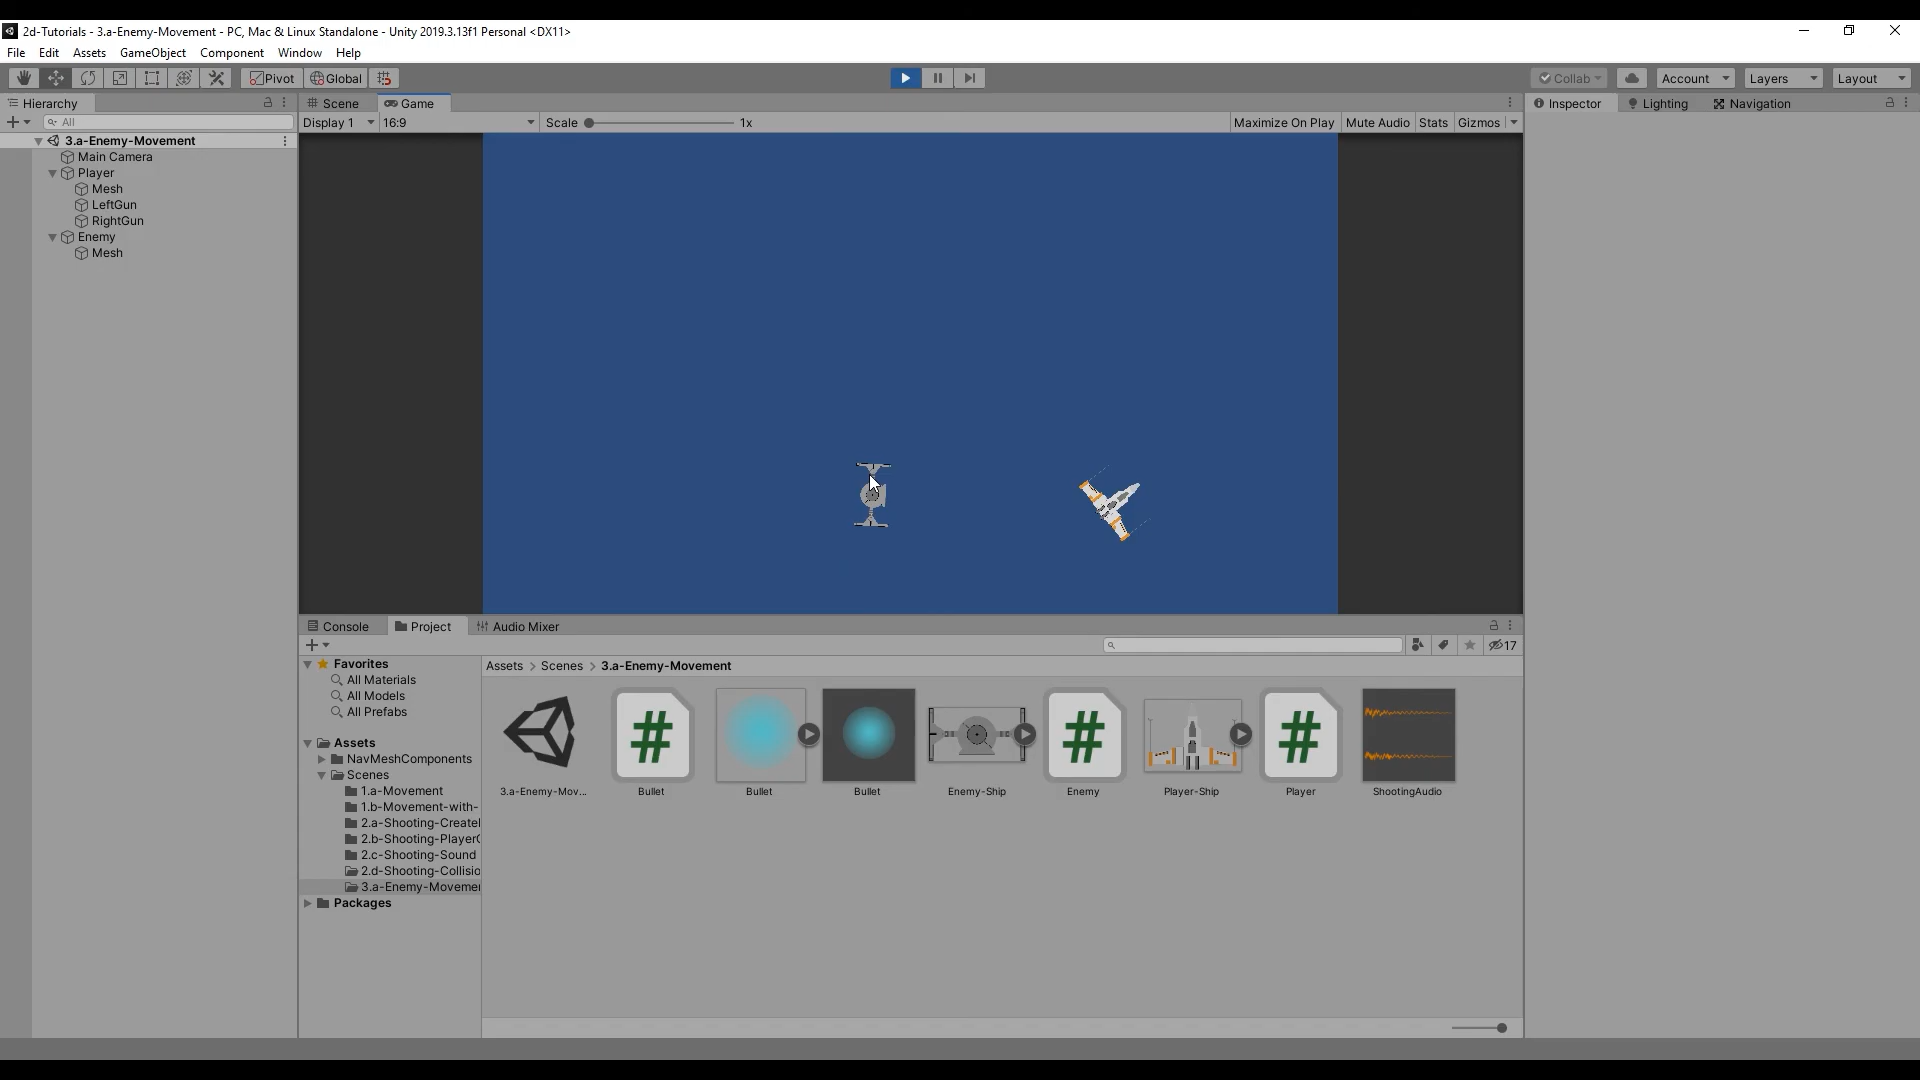 2d-Tutorials - 3.a-Enemy-Movement - PC, Mac & Linux Standalone - Unity 2019.3.13f1 Personal <DX11>
File Edit Assets GameObject Component Window Help
Pivot Global Collab Account Layers Layout
Hierarchy
All
3.a-Enemy-Movement
Main Camera
Player
Mesh
LeftGun
RightGun
Enemy
Mesh
Scene Game
Display 1 16:9 Scale 1x Maximize On Play Mute Audio Stats Gizmos
Inspector Lighting Navigation
Console Project Audio Mixer
17
Favorites
All Materials
All Models
All Prefabs
Assets
NavMeshComponents
Scenes
1.a-Movement
1.b-Movement-with-
2.a-Shooting-Createl
2.b-Shooting-Player(
2.c-Shooting-Sound
2.d-Shooting-Collisio
3.a-Enemy-Movemen
Packages
Assets > Scenes > 3.a-Enemy-Movement
3.a-Enemy-Mov... Bullet Bullet Bullet Enemy-Ship Enemy Player-Ship Player ShootingAudio